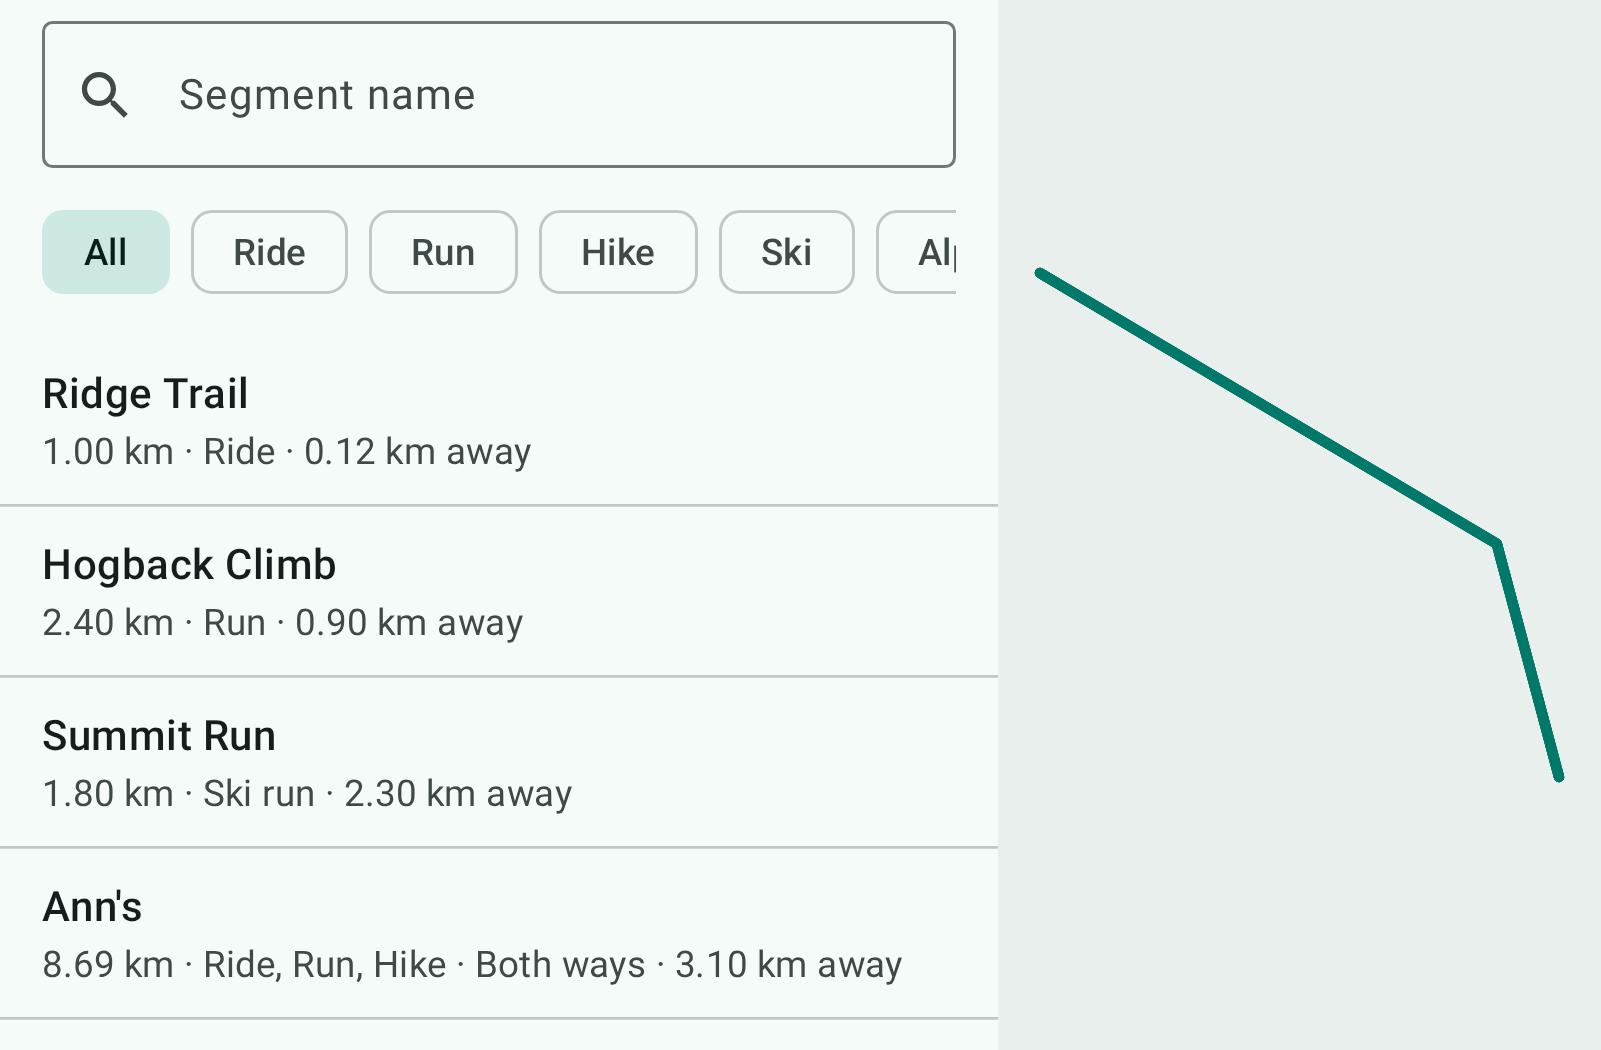 Segment name
All Ride Run Hike Ski
Ridge Trail
1.00 km · Ride · 0.12 km away
Hogback Climb
2.40 km · Run · 0.90 km away
Summit Run
1.80 km · Ski run · 2.30 km away
Ann's
8.69 km · Ride, Run, Hike · Both ways · 3.10 km away